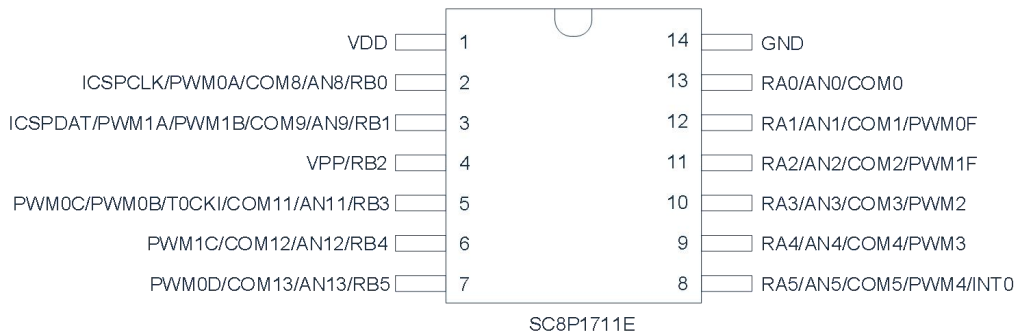 VDD 1 14 GND
ICSPCLK/PWM0A/COM8/AN8/RB0 2 13 RA0/AN0/COM0
ICSPDAT/PWM1A/PWM1B/COM9/AN9/RB1 3 12 RA1/AN1/COM1/PWM0F
VPP/RB2 4 11 RA2/AN2/COM2/PWM1F
PWM0C/PWM0B/T0CKI/COM11/AN11/RB3 5 10 RA3/AN3/COM3/PWM2
PWM1C/COM12/AN12/RB4 6 9 RA4/AN4/COM4/PWM3
PWM0D/COM13/AN13/RB5 7 8 RA5/AN5/COM5/PWM4/INT0
SC8P1711E